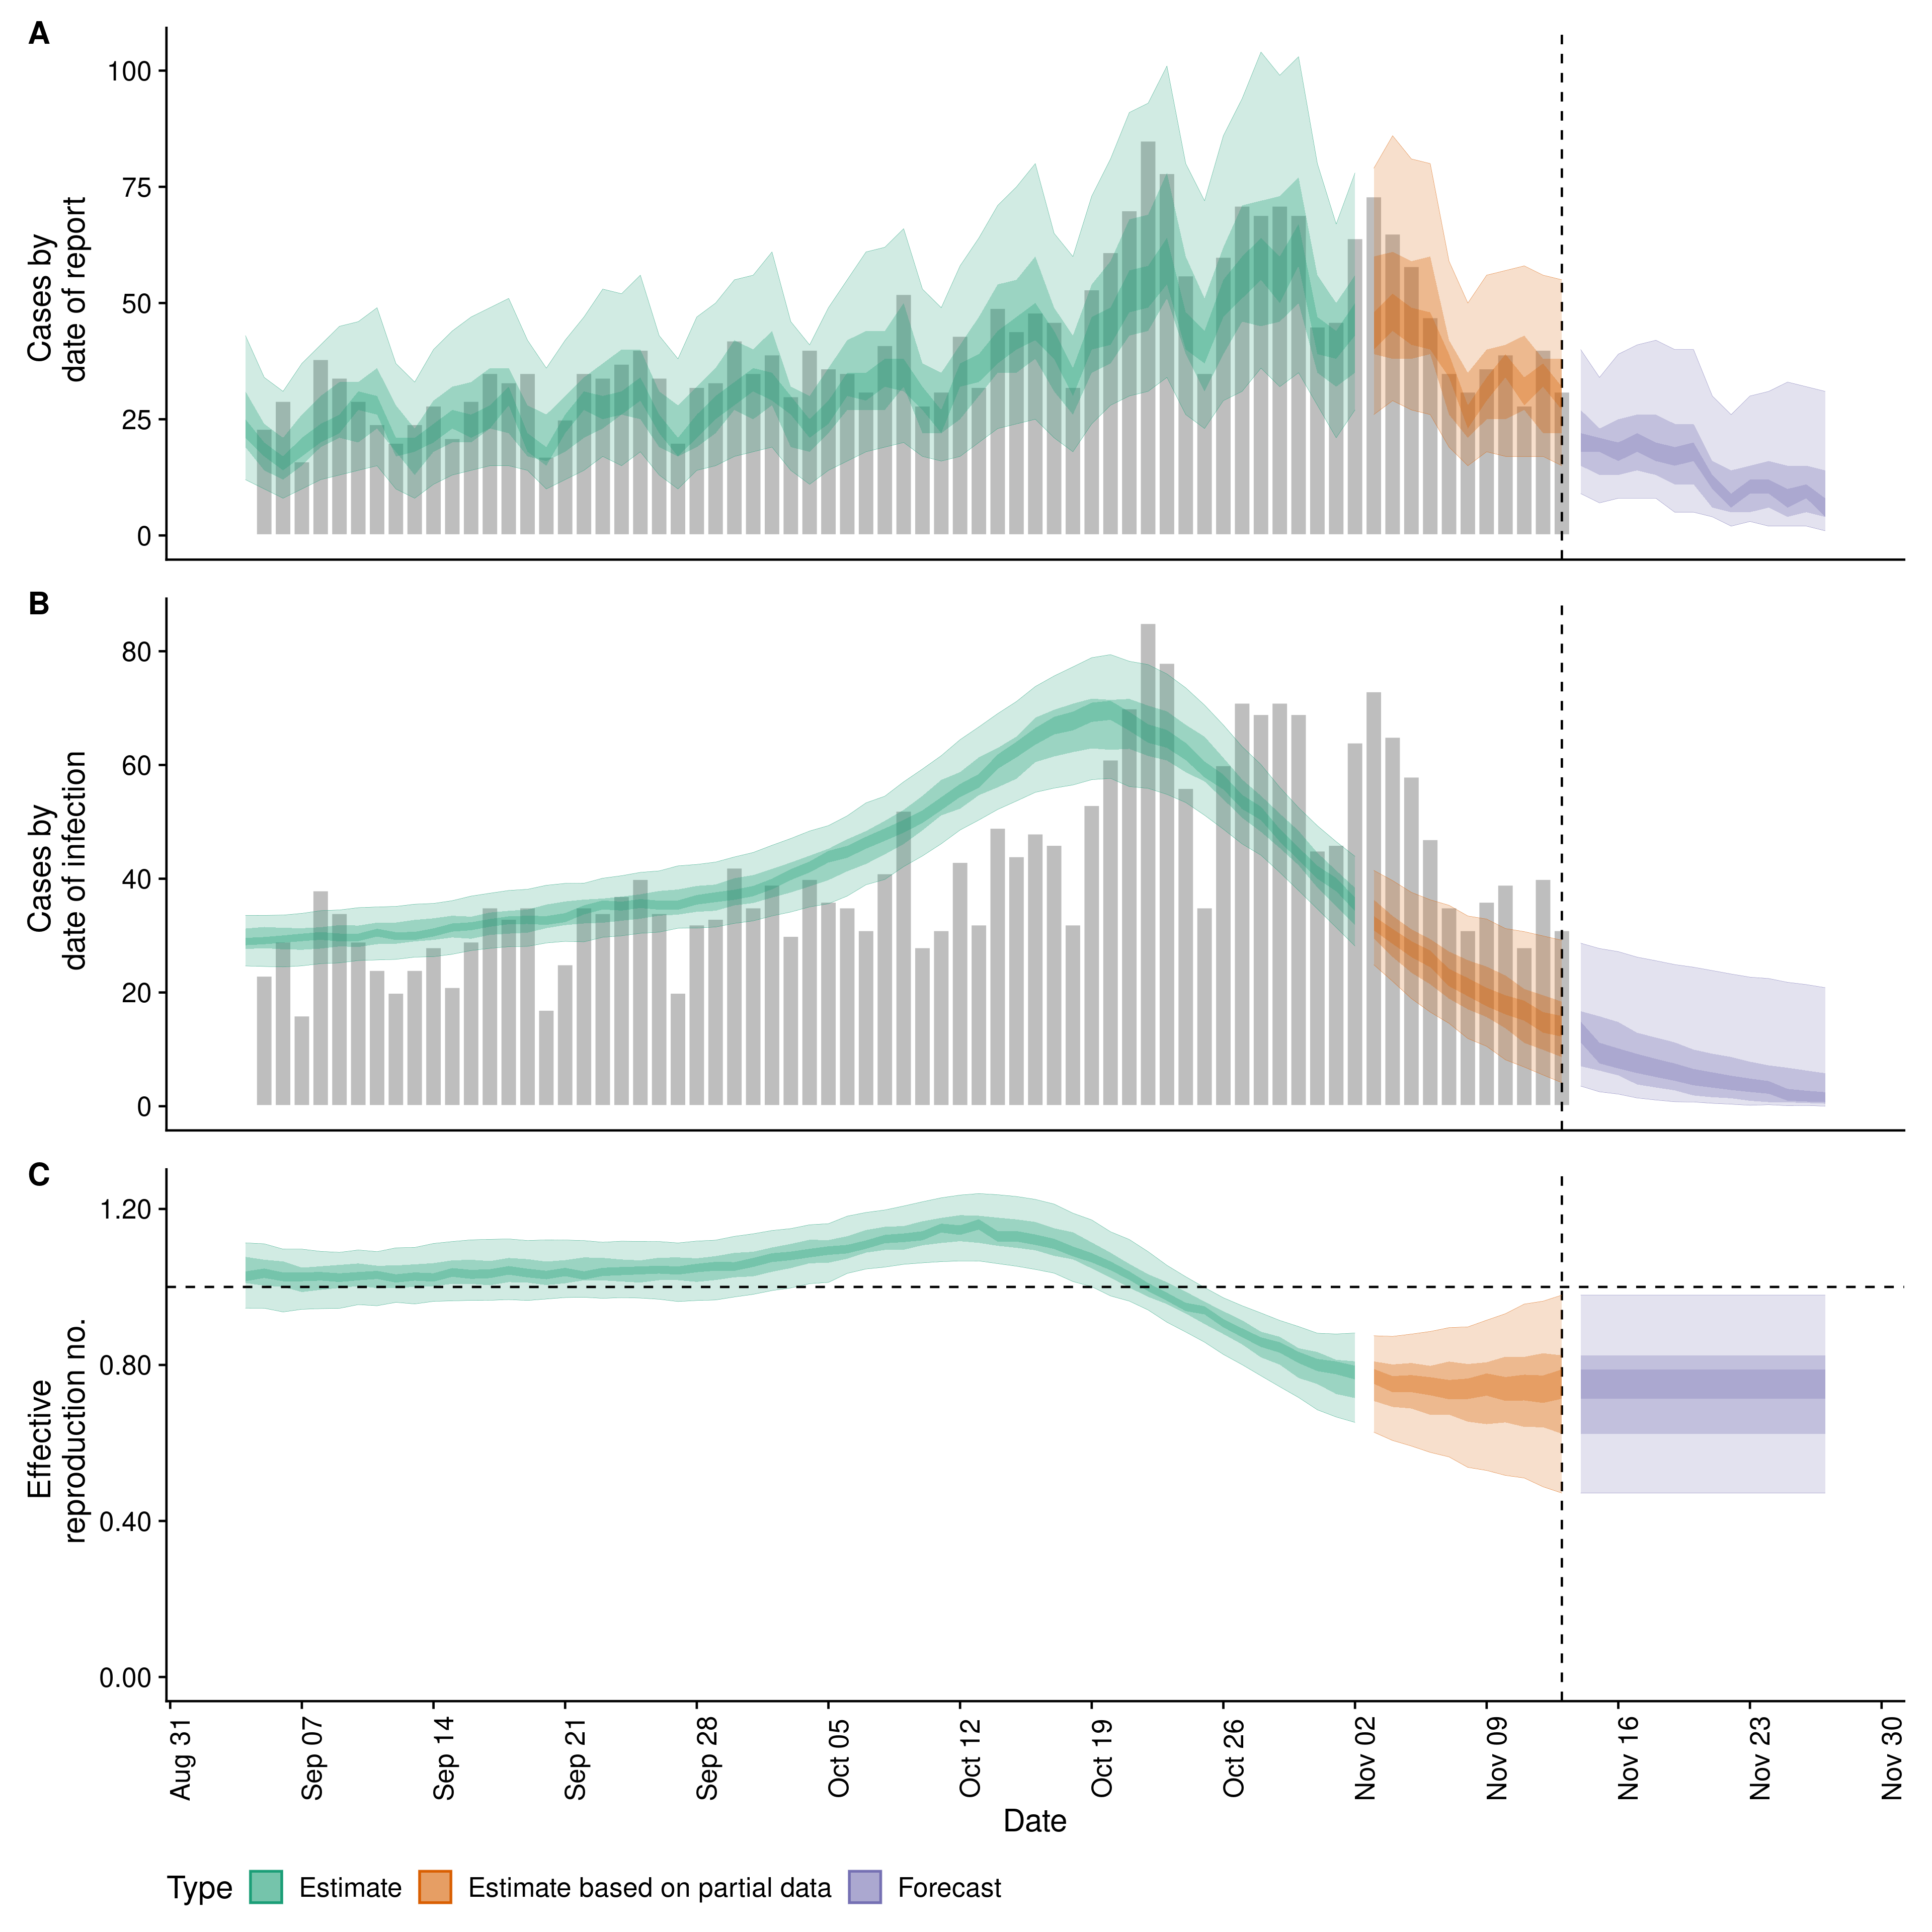 A
Cases by
date of report
100
75
50
25
0
B
Cases by
date of infection
80
60
40
20
0
C
Effective
reproduction no.
1.20
0.80
0.40
0.00
Aug 31
Sep 07
Sep 14
Sep 21
Sep 28
Oct 05
Oct 12
Oct 19
Oct 26
Nov 02
Nov 09
Nov 16
Nov 23
Nov 30
Date
Type
Estimate
Estimate based on partial data
Forecast